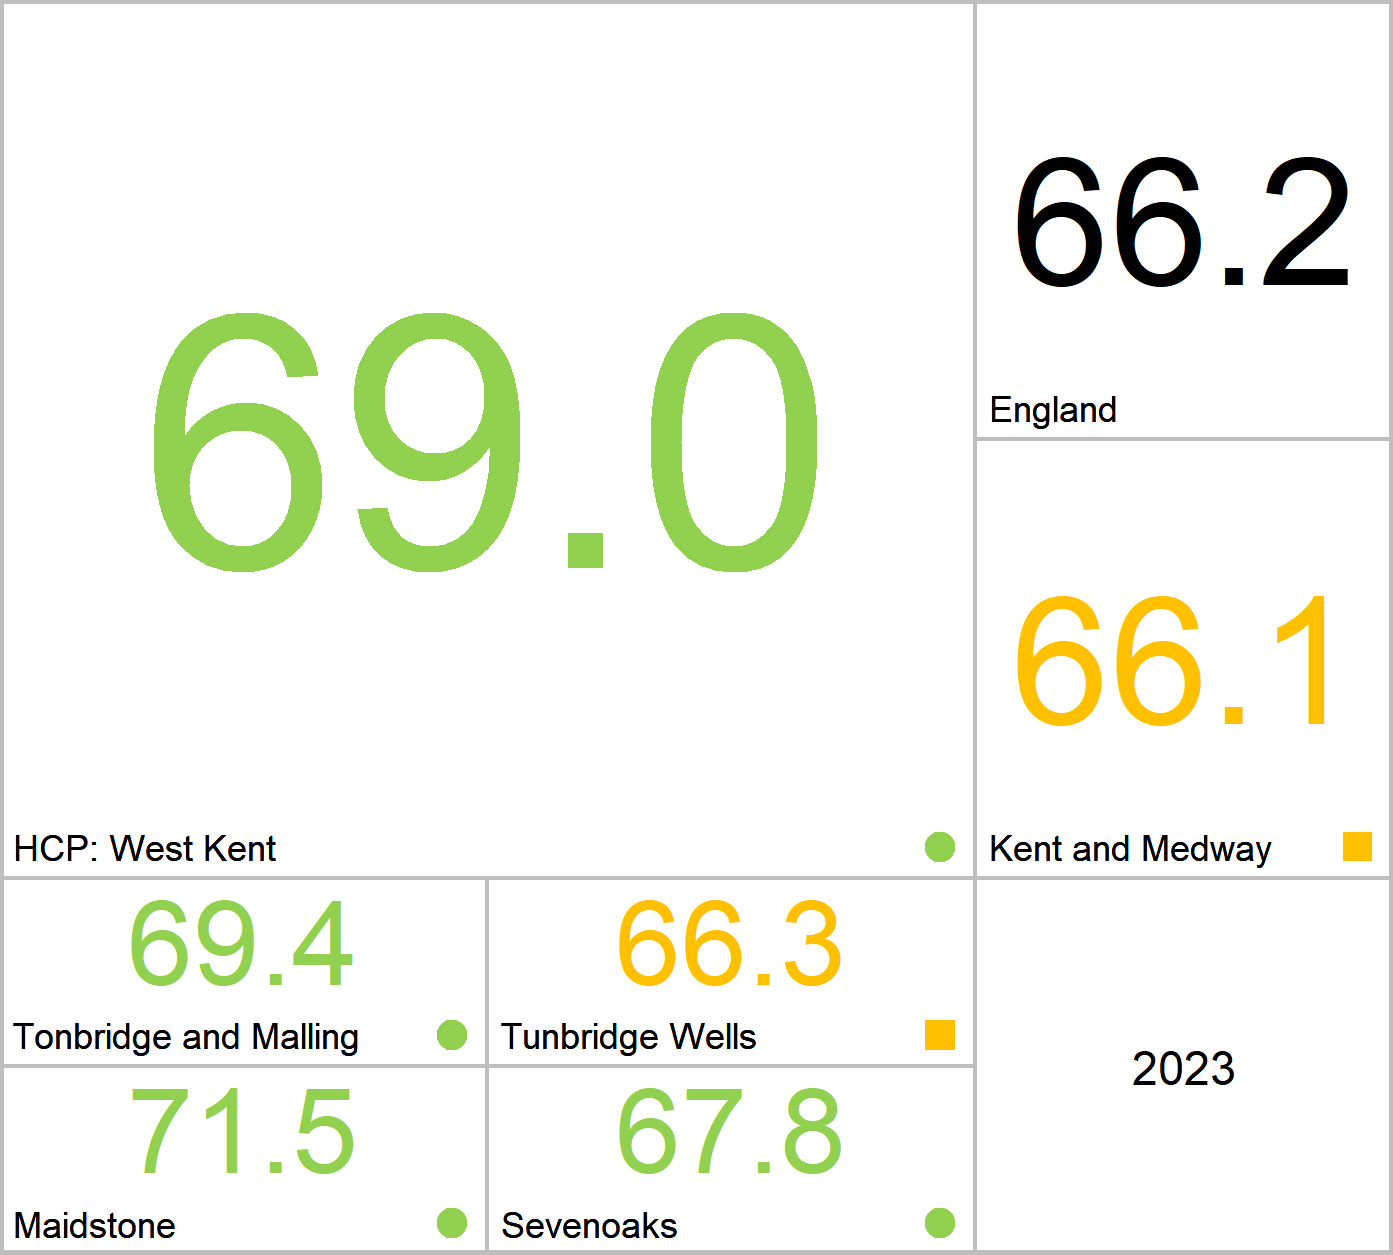 69.0
HCP: West Kent
66.2
England
66.1
Kent and Medway
69.4
Tonbridge and Malling
66.3
Tunbridge Wells
71.5
Maidstone
67.8
Sevenoaks
2023